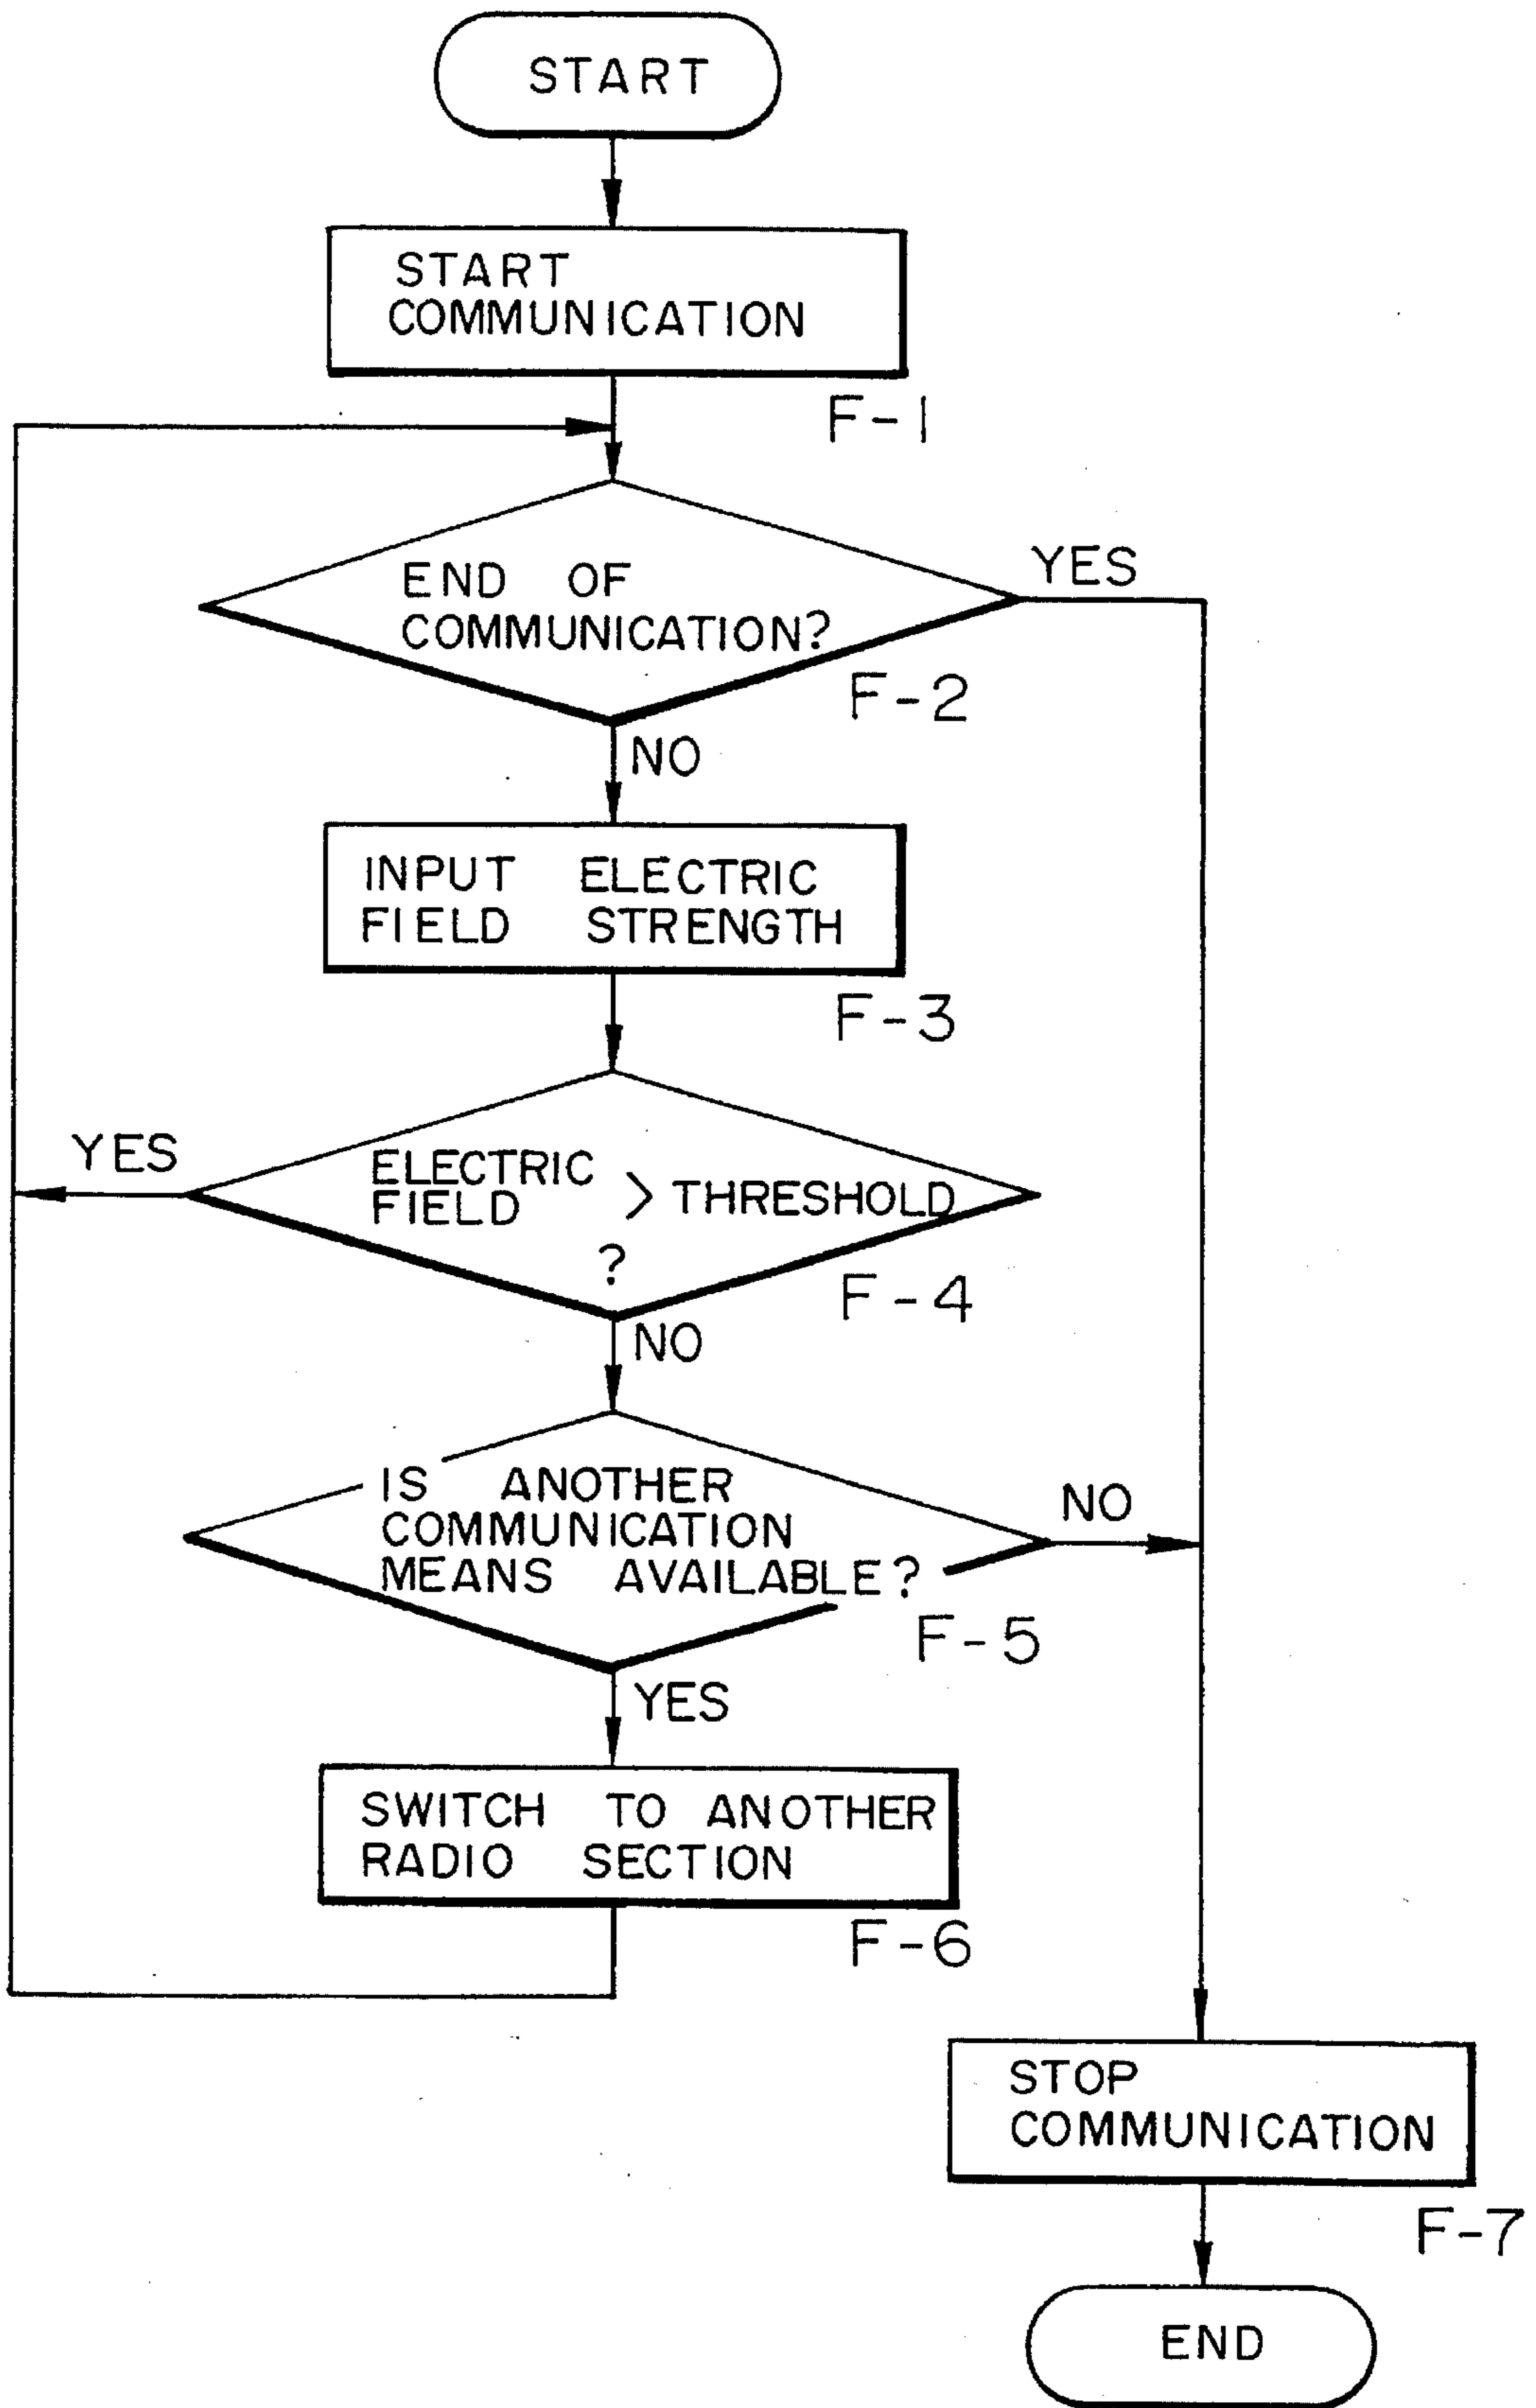 START
START
COMMUNICATION
F-1
END OF
COMMUNICATION?
YES
F-2
NO
INPUT ELECTRIC
FIELD STRENGTH
F-3
YES
ELECTRIC
FIELD > THRESHOLD
?
F-4
NO
IS ANOTHER
COMMUNICATION
MEANS AVAILABLE?
NO
F-5
YES
SWITCH TO ANOTHER
RADIO SECTION
F-6
STOP
COMMUNICATION
F-7
END